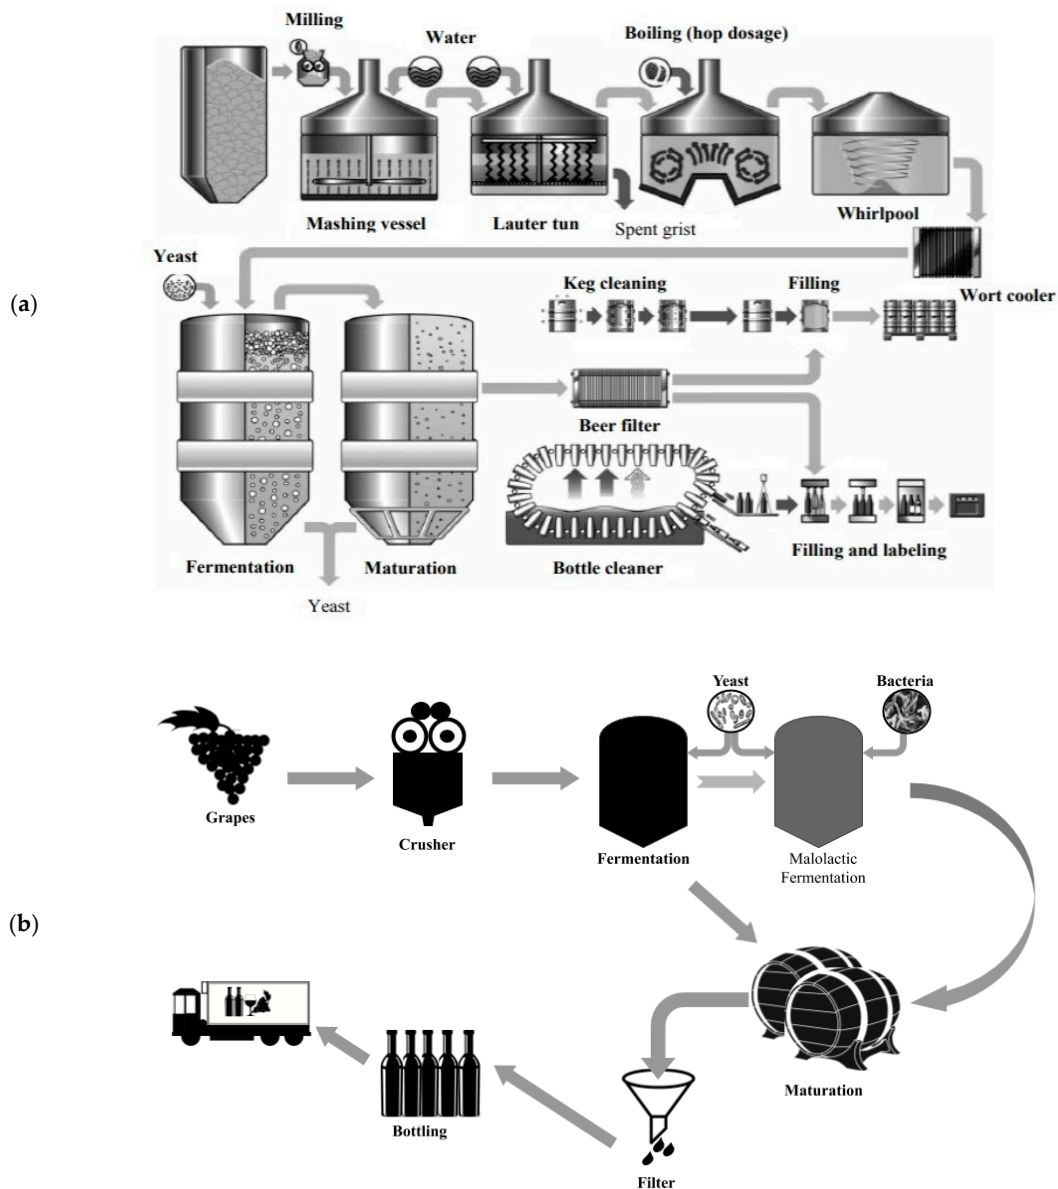 Milling
Water
Boiling (hop dosage)
Mashing vessel
Lauter tun
Spent grist
Whirlpool
Yeast
Keg cleaning
Filling
Wort cooler
(a)
Beer filter
Fermentation
Maturation
Bottle cleaner
Filling and labeling
Yeast
Yeast
Bacteria
Grapes
Crusher
Fermentation
Malolactic
Fermentation
(b)
Maturation
Bottling
Filter